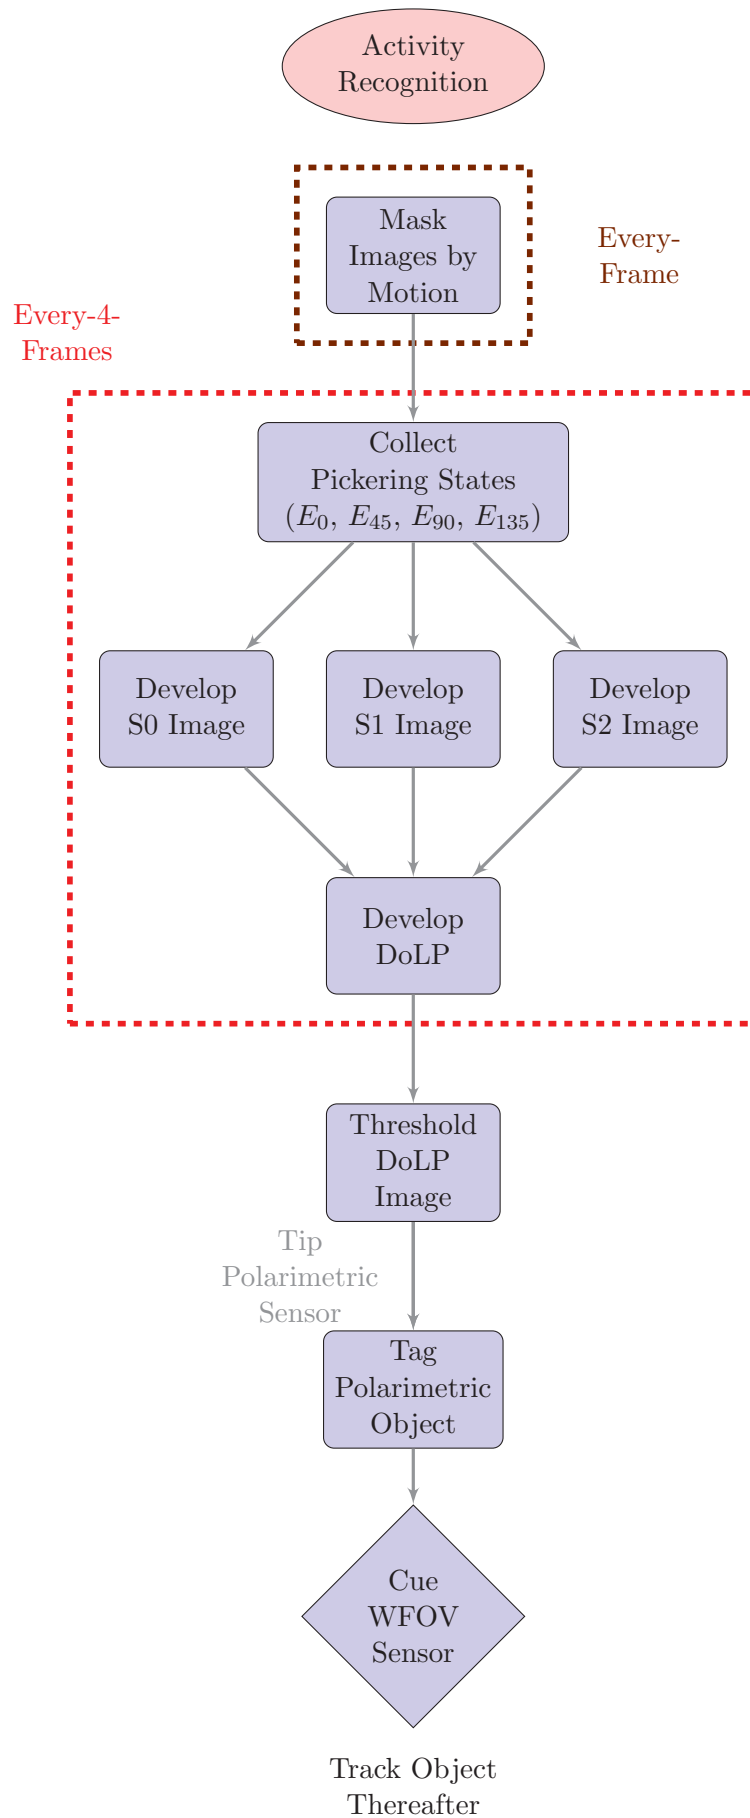 Activity
Recognition
Mask
Images by
Motion
Every-
Frame
Every-4-
Frames
Collect
Pickering States
(E₀, E₄₅, E₉₀, E₁₃₅)
Develop
S0 Image
Develop
S1 Image
Develop
S2 Image
Develop
DoLP
Threshold
DoLP
Image
Tip
Polarimetric
Sensor
Tag
Polarimetric
Object
Cue
WFOV
Sensor
Track Object
Thereafter